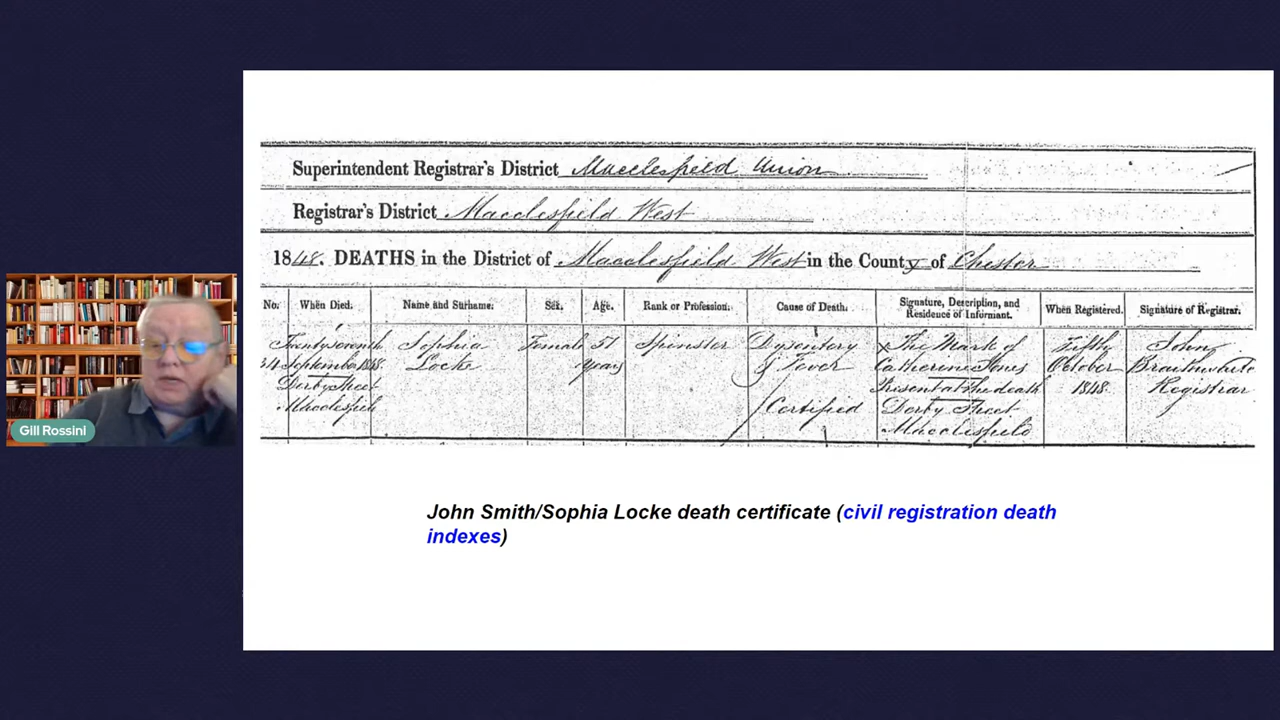 Superintendent Registrar's District Macclesfield Union
Registrar's District Macclesfield West
1848. DEATHS in the District of Macclesfield West in the County of Chester
No. When Died. Name and Surname. Sex. Age. Rank or Profession. Cause of Death. Signature, Description, and Residence of Informant. When Registered. Signature of Registrar.
Twentyseventh Sophia Female 51 Spinster Dysentery X The Mark of Fifth John
34 September 1848 Locke years & Fever Catherine Jones October Braithwaite
Derby Street Present at the death 1848 Registrar
Macclesfield Certified Derby Street
Macclesfield
Gill Rossini
John Smith/Sophia Locke death certificate (civil registration death
indexes)